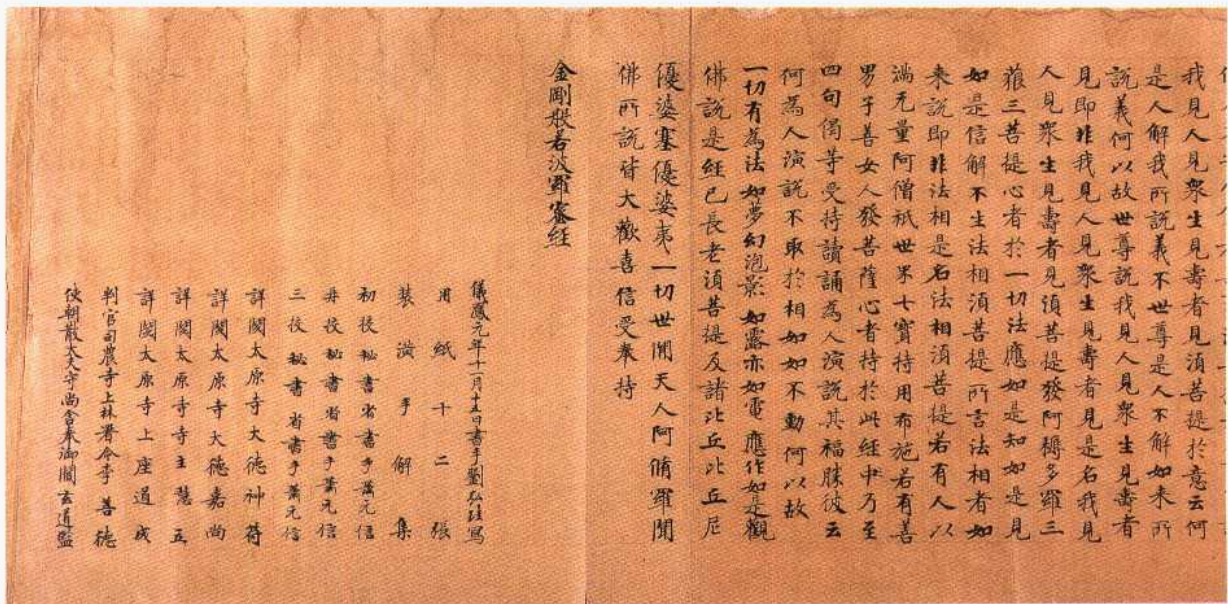 我見人見衆生見壽者見湏菩提於意云何
是人解我所說義不世尊是人不解如来所
說義何以故世尊說我見人見衆生見壽者
見即非我見人見衆生見壽者見是名我見
人見衆生見壽者見湏菩提發阿耨多羅三
藐三菩提心者於一切法應如是知如是見
如是信解不生法相湏菩提所言法相者如
来說即非法相是名法相湏菩提若有人以
滿无量阿僧祇世界七寶持用布施若有善
男子善女人發菩薩心者持於此經中乃至
四句偈等受持讀誦為人演說其福勝彼云
何為人演說不取於相如如不動何以故
一切有為法如夢幻泡影如露亦如電應作如是觀
佛說是經已長老湏菩提及諸比丘比丘尼
優婆塞優婆夷一切世間天人阿脩羅聞
佛所說皆大歡喜信受奉持
金剛般若波羅蜜經
儀鳳元年十一月十五日書手劉弘珪寫
用紙十二張
裝潢手解集
初校秘書省書手蕭元信
再校秘書省書手蕭元信
三校秘書省書手蕭元信
詳閱太原寺大德神符
詳閱太原寺大德嘉尚
詳閱太原寺寺主慧立
詳閱太原寺上座道成
判官司農寺上林署令李善德
使朝散大夫守尚舍奉御閻玄道監